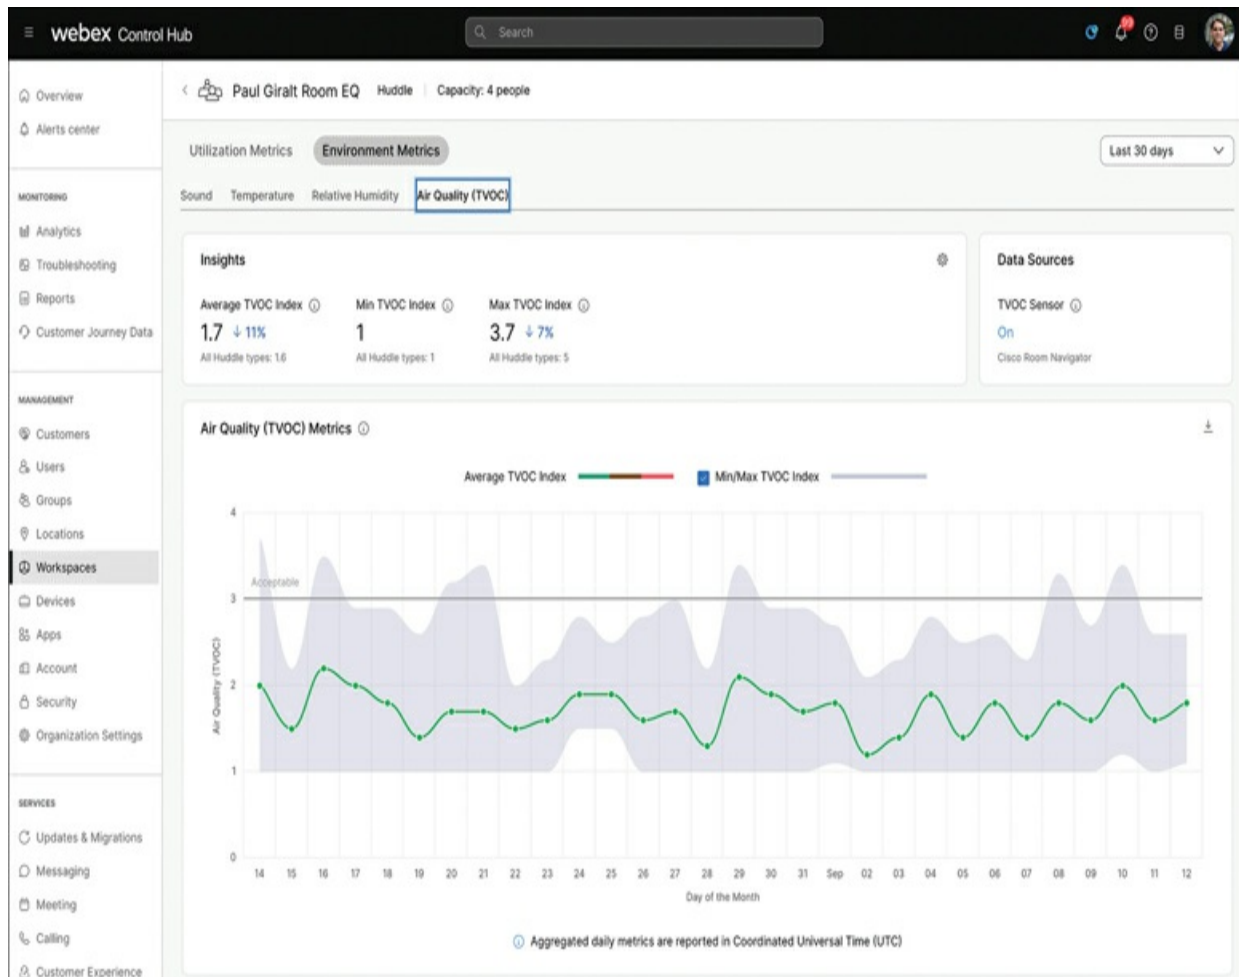 webex Control Hub
Search
99
Overview
Alerts center
MONITORING
Analytics
Troubleshooting
Reports
Customer Journey Data
MANAGEMENT
Customers
Users
Groups
Locations
Workspaces
Devices
Apps
Account
Security
Organization Settings
SERVICES
Updates & Migrations
Messaging
Meeting
Calling
Customer Experience
Paul Giralt Room EQ Huddle Capacity: 4 people
Utilization Metrics Environment Metrics Last 30 days
Sound Temperature Relative Humidity Air Quality (TVOC)
Insights
Average TVOC Index Min TVOC Index Max TVOC Index
1.7 ↓ 11% 1 3.7 ↓ 7%
All Huddle types: 1.6 All Huddle types: 1 All Huddle types: 5
Data Sources
TVOC Sensor
On
Cisco Room Navigator
Air Quality (TVOC) Metrics
Average TVOC Index Min/Max TVOC Index
Air Quality (TVOC)
4
Acceptable
3
2
1
0
14 15 16 17 18 19 20 21 22 23 24 25 26 27 28 29 30 31 Sep 02 03 04 05 06 07 08 09 10 11 12
Day of the Month
Aggregated daily metrics are reported in Coordinated Universal Time (UTC)